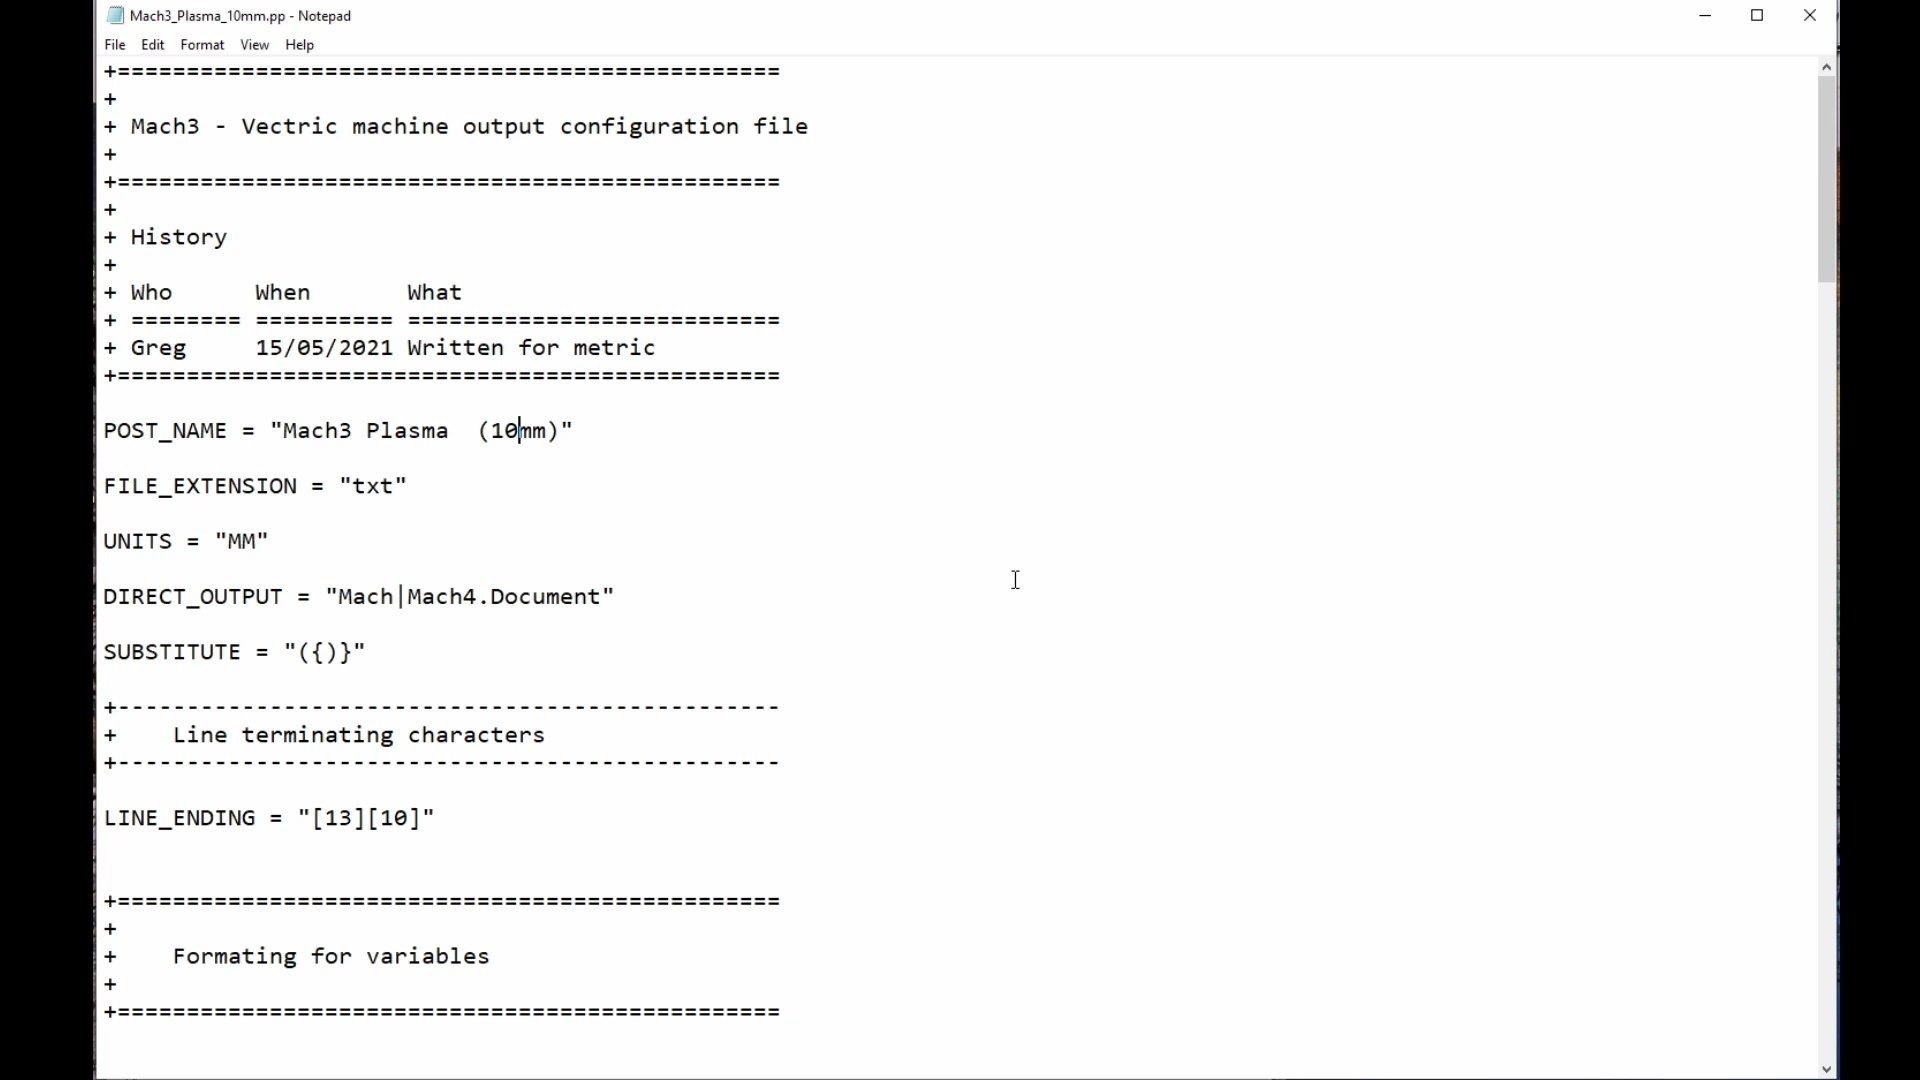 Mach3_Plasma_10mm.pp - Notepad
File Edit Format View Help
+================================================
+
+ Mach3 - Vectric machine output configuration file
+
+================================================
+
+ History
+
+ Who      When       What
+ ======== ========== ===========================
+ Greg     15/05/2021 Written for metric
+================================================
POST_NAME = "Mach3 Plasma  (10mm)"
FILE_EXTENSION = "txt"
UNITS = "MM"
DIRECT_OUTPUT = "Mach|Mach4.Document"
SUBSTITUTE = "({)}"
+------------------------------------------------
+    Line terminating characters
+------------------------------------------------
LINE_ENDING = "[13][10]"
+================================================
+
+    Formating for variables
+
+================================================